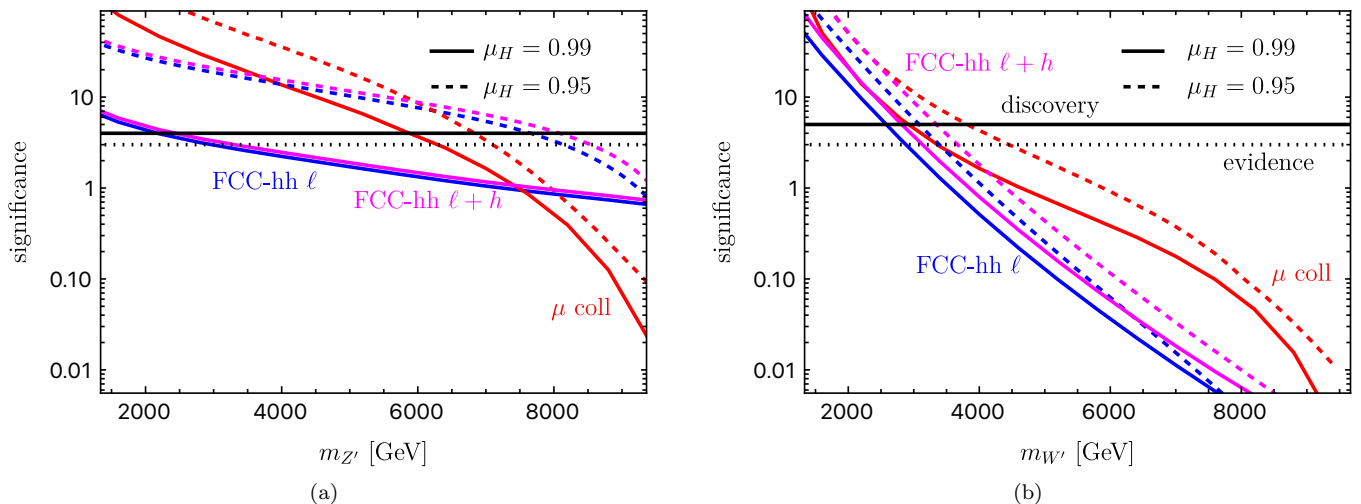 10
1
0.10
0.01
significance
μ_H = 0.99
μ_H = 0.95
FCC-hh ℓ
FCC-hh ℓ + h
μ coll
2000 4000 6000 8000
m_{Z'} [GeV]
(a)
10
1
0.10
0.01
significance
FCC-hh ℓ + h
μ_H = 0.99
μ_H = 0.95
discovery
evidence
FCC-hh ℓ
μ coll
2000 4000 6000 8000
m_{W'} [GeV]
(b)